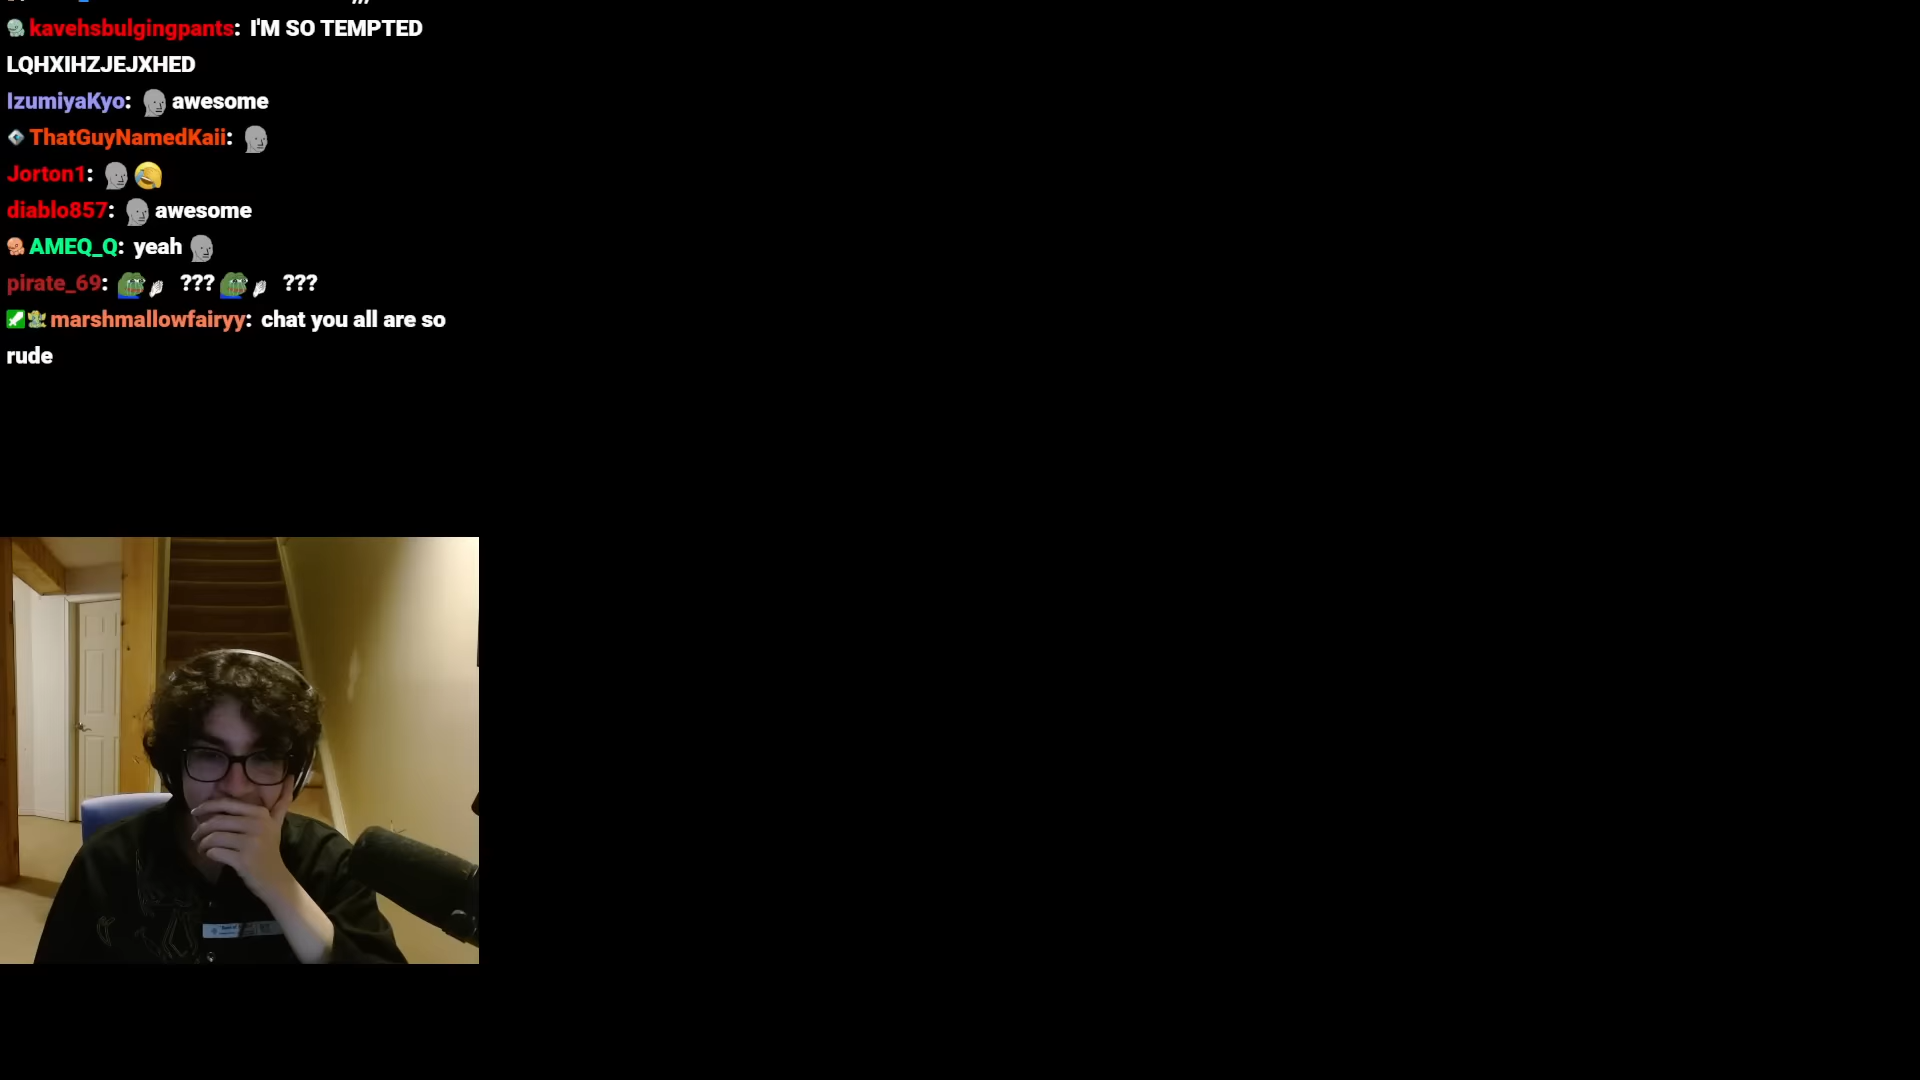 kavehsbulgingpants: I'M SO TEMPTED
LQHXIHZJEJXHED
IzumiyaKyo: awesome
ThatGuyNamedKaii:
Jorton1:
diablo857: awesome
AMEQ_Q: yeah
pirate_69: ??? ???
marshmallowfairyy: chat you all are so
rude